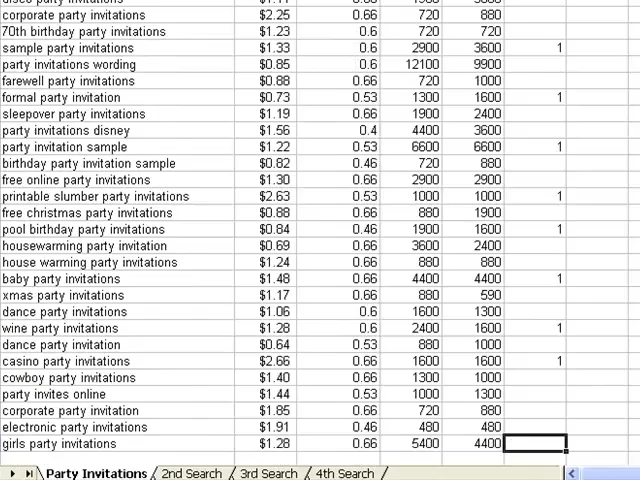 corporate party invitations $2.25 0.66 720 880
70th birthday party invitations $1.23 0.6 720 720
sample party invitations $1.33 0.6 2900 3600 1
party invitations wording $0.85 0.6 12100 9900
farewell party invitations $0.88 0.66 720 1000
formal party invitation $0.73 0.53 1300 1600 1
sleepover party invitations $1.19 0.66 1900 2400
party invitations disney $1.56 0.4 4400 3600
party invitation sample $1.22 0.53 6600 6600 1
birthday party invitation sample $0.82 0.46 720 880
free online party invitations $1.30 0.66 2900 2900
printable slumber party invitations $2.63 0.53 1000 1000 1
free christmas party invitations $0.88 0.66 880 1900
pool birthday party invitations $0.84 0.46 1900 1600 1
housewarming party invitation $0.69 0.66 3600 2400
house warming party invitations $1.24 0.66 880 880
baby party invitations $1.48 0.66 4400 4400 1
xmas party invitations $1.17 0.66 880 590
dance party invitations $1.06 0.6 1600 1300
wine party invitations $1.28 0.6 2400 1600 1
dance party invitation $0.64 0.53 880 1000
casino party invitations $2.66 0.66 1600 1600 1
cowboy party invitations $1.40 0.66 1300 1000
party invites online $1.44 0.53 1000 1300
corporate party invitation $1.85 0.66 720 880
electronic party invitations $1.91 0.46 480 480
girls party invitations $1.28 0.66 5400 4400
Party Invitations 2nd Search 3rd Search 4th Search